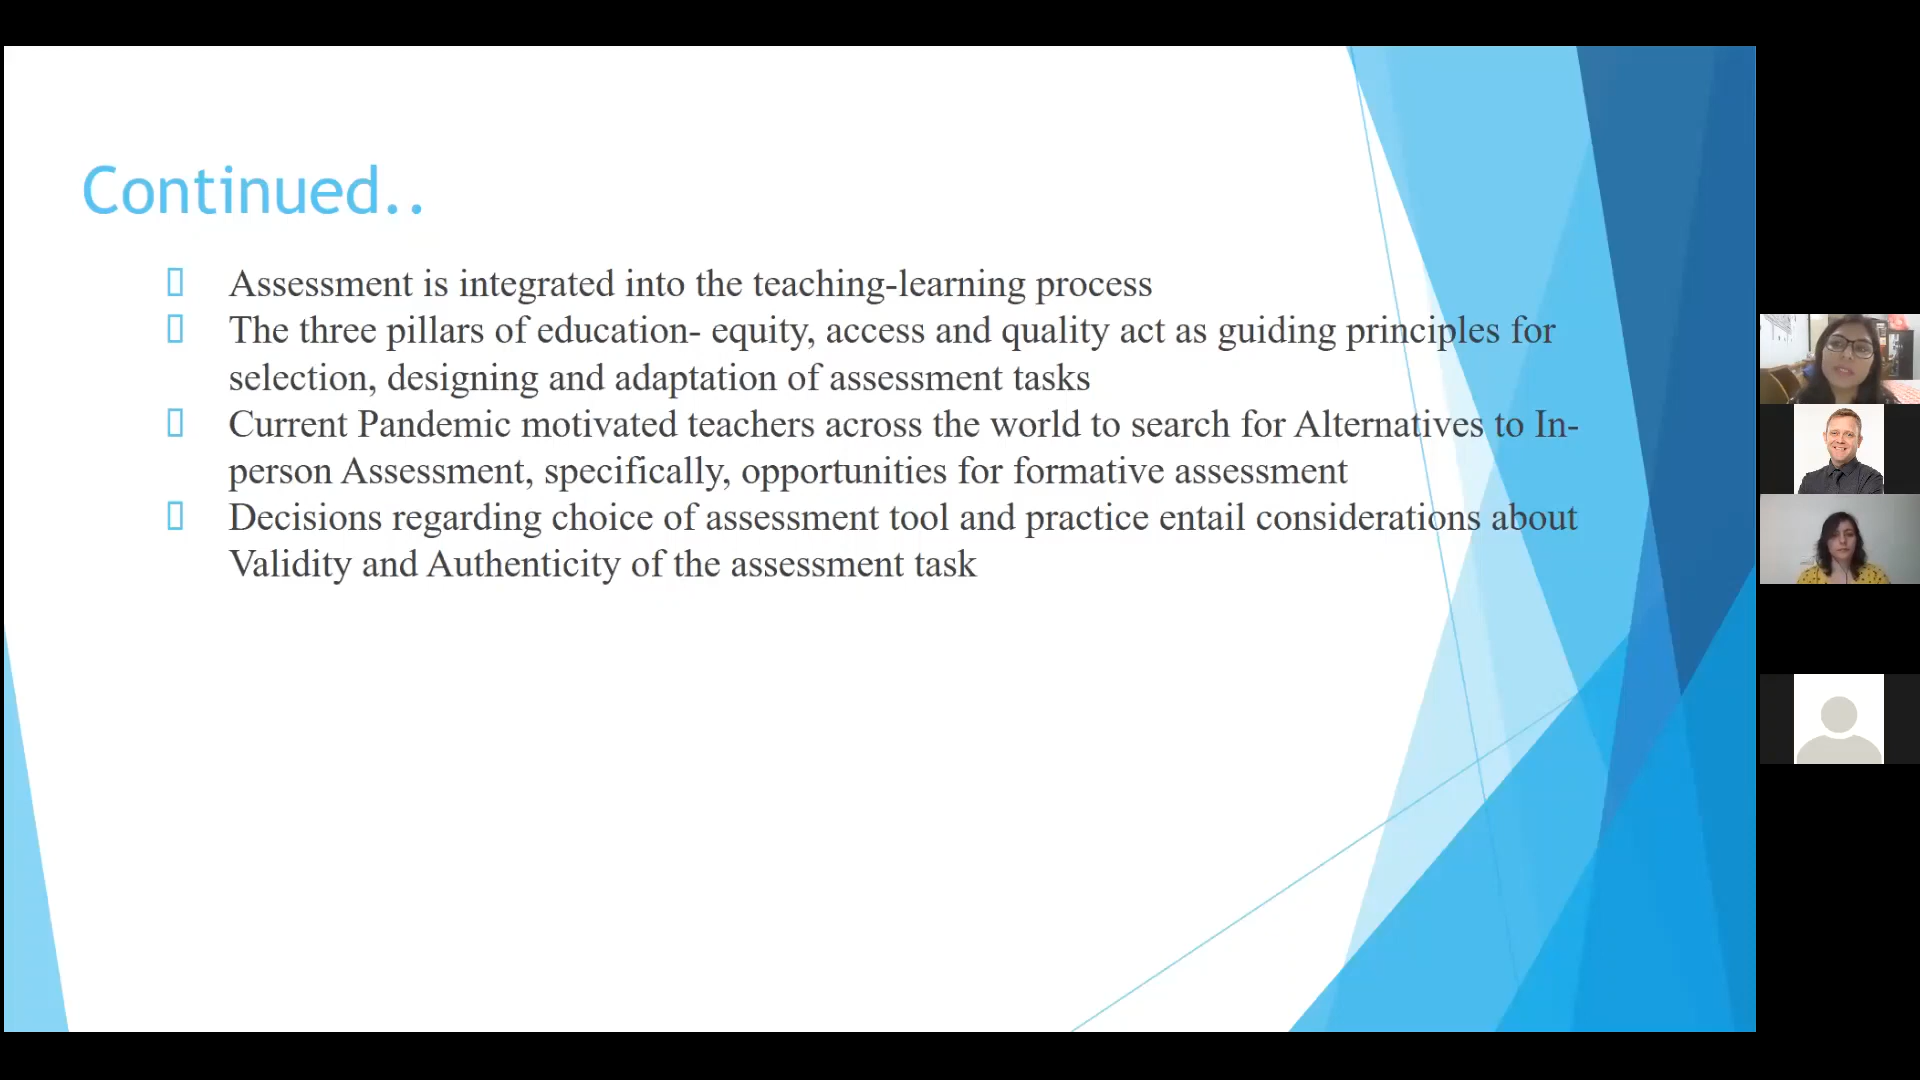 Continued..
Assessment is integrated into the teaching-learning process
The three pillars of education- equity, access and quality act as guiding principles for
selection, designing and adaptation of assessment tasks
Current Pandemic motivated teachers across the world to search for Alternatives to In-
person Assessment, specifically, opportunities for formative assessment
Decisions regarding choice of assessment tool and practice entail considerations about
Validity and Authenticity of the assessment task